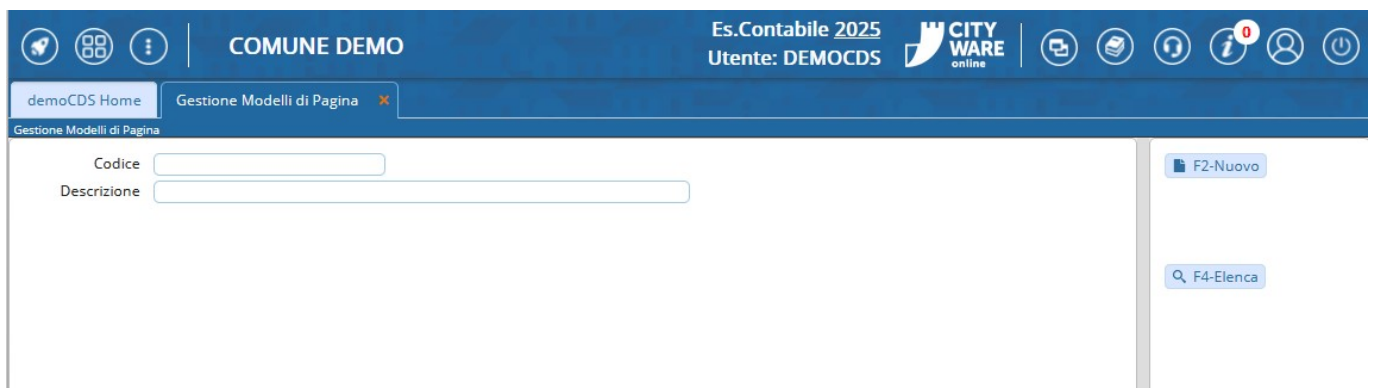 COMUNE DEMO
Es.Contabile 2025
Utente: DEMOCDS
CITY
WARE
online
0
demoCDS Home
Gestione Modelli di Pagina
Gestione Modelli di Pagina
Codice
F2-Nuovo
Descrizione
F4-Elenca